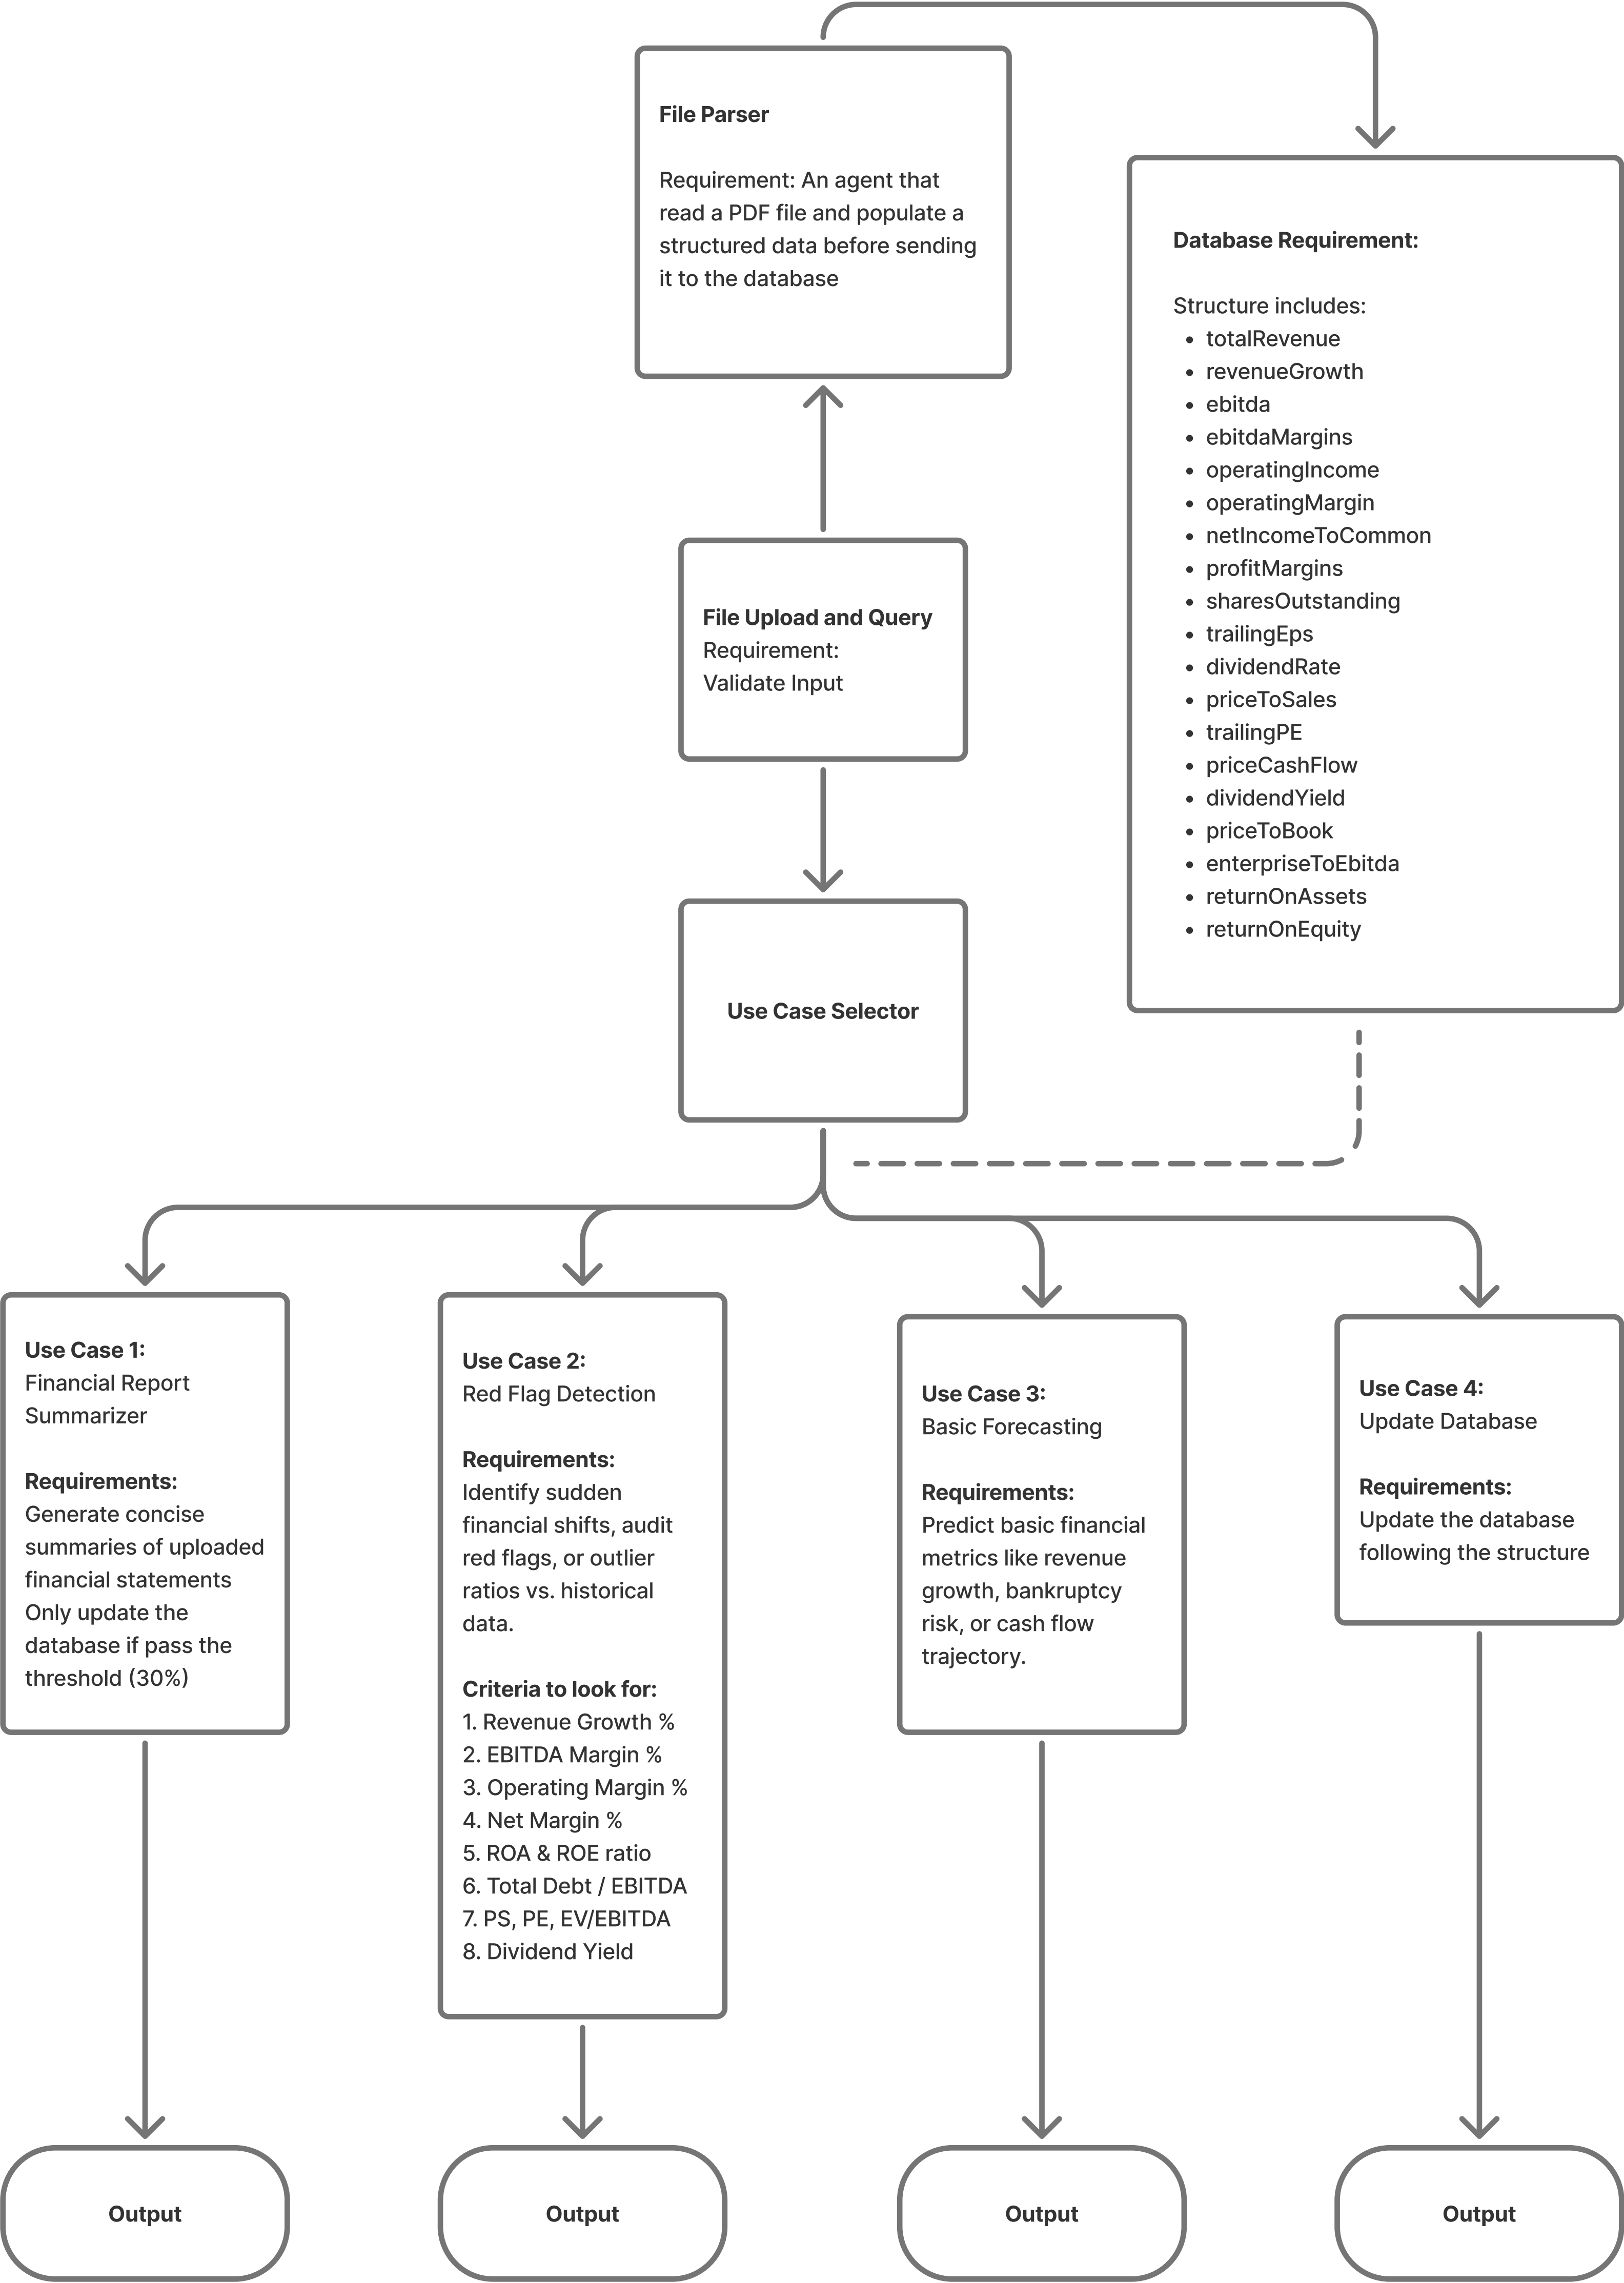 File Parser
Requirement: An agent that
read a PDF file and populate a
structured data before sending
it to the database
Database Requirement:
Structure includes:
• totalRevenue
• revenueGrowth
• ebitda
• ebitdaMargins
• operatingIncome
• operatingMargin
• netIncomeToCommon
• profitMargins
• sharesOutstanding
• trailingEps
• dividendRate
• priceToSales
• trailingPE
• priceCashFlow
• dividendYield
• priceToBook
• enterpriseToEbitda
• returnOnAssets
• returnOnEquity
File Upload and Query
Requirement:
Validate Input
Use Case Selector
Use Case 1:
Financial Report
Summarizer
Requirements:
Generate concise
summaries of uploaded
financial statements
Only update the
database if pass the
threshold (30%)
Use Case 2:
Red Flag Detection
Requirements:
Identify sudden
financial shifts, audit
red flags, or outlier
ratios vs. historical
data.
Criteria to look for:
1. Revenue Growth %
2. EBITDA Margin %
3. Operating Margin %
4. Net Margin %
5. ROA & ROE ratio
6. Total Debt / EBITDA
7. PS, PE, EV/EBITDA
8. Dividend Yield
Use Case 3:
Basic Forecasting
Requirements:
Predict basic financial
metrics like revenue
growth, bankruptcy
risk, or cash flow
trajectory.
Use Case 4:
Update Database
Requirements:
Update the database
following the structure
Output
Output
Output
Output